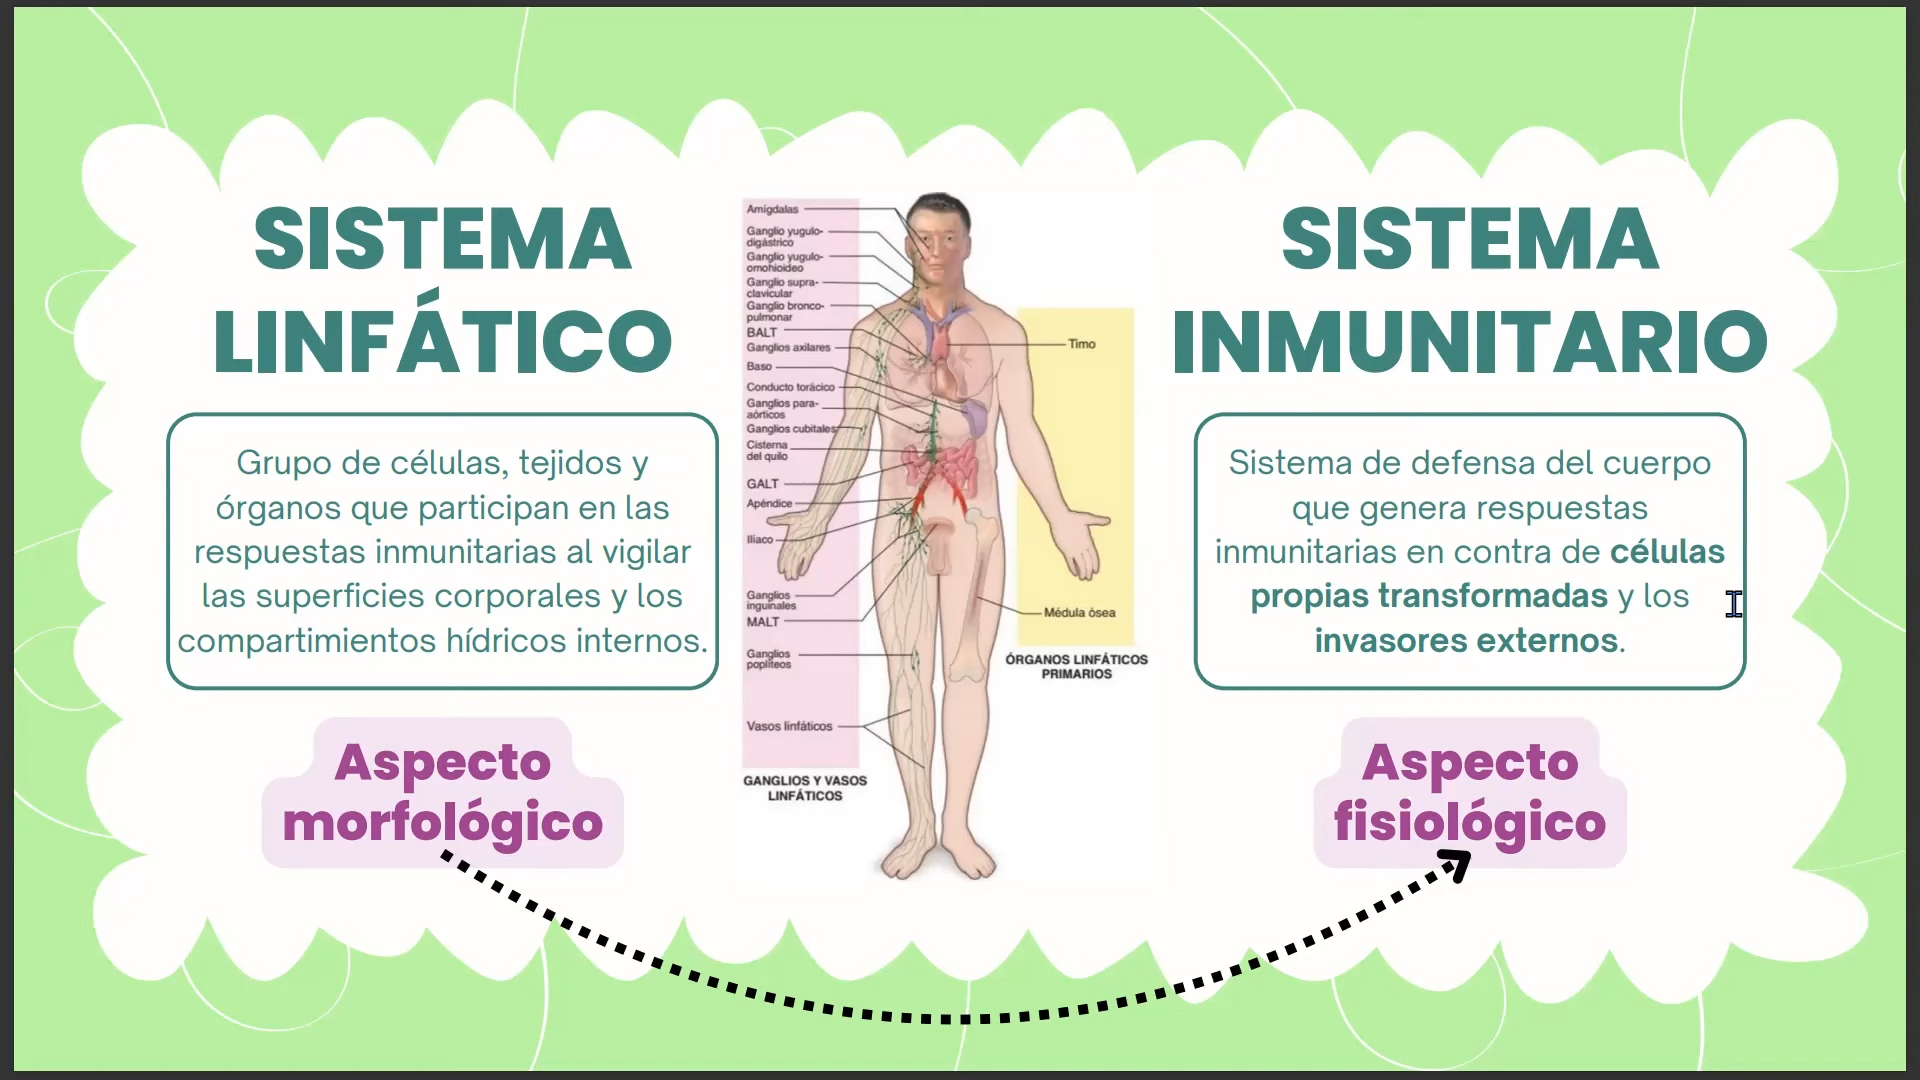 SISTEMA
LINFÁTICO
Grupo de células, tejidos y
órganos que participan en las
respuestas inmunitarias al vigilar
las superficies corporales y los
compartimientos hídricos internos.
Aspecto
morfológico
Amígdalas
Ganglio yugulo-
digástrico
Ganglio yugulo-
omohioideo
Ganglio supra-
clavicular
Ganglio bronco-
pulmonar
BALT
Ganglios axilares
Baso
Conducto torácico
Ganglios para-
aórticos
Ganglios cubitales
Cisterna
del quilo
GALT
Apéndice
Iliaco
Ganglios
inguinales
MALT
Ganglios
poplíteos
Vasos linfáticos
GANGLIOS Y VASOS
LINFÁTICOS
Timo
Médula ósea
ÓRGANOS LINFÁTICOS
PRIMARIOS
SISTEMA
INMUNITARIO
Sistema de defensa del cuerpo
que genera respuestas
inmunitarias en contra de células
propias transformadas y los
invasores externos.
Aspecto
fisiológico